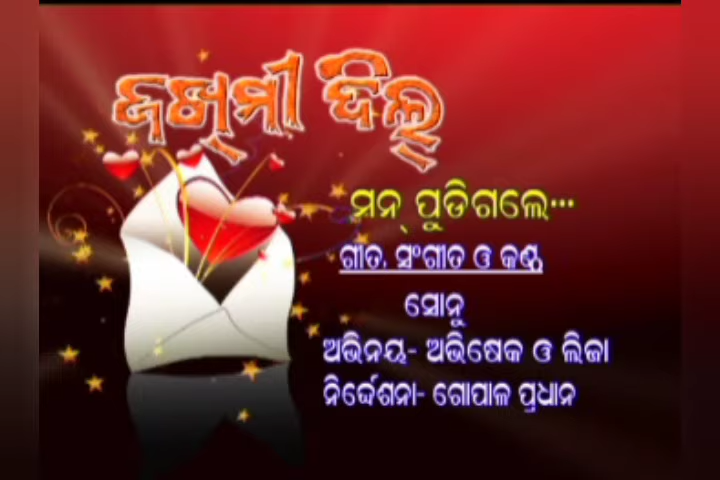 ଜଖ୍ମୀ ଦିଲ୍
ମନ୍ ପୁଡିଗଲେ...
ଗୀତ, ସଂଗୀତ ଓ କଣ୍ଠ
ସୋନୁ
ଅଭିନୟ- ଅଭିଷେକ ଓ ଲିଜା
ନିର୍ଦ୍ଦେଶନା- ଗୋପାଳ ପ୍ରଧାନ